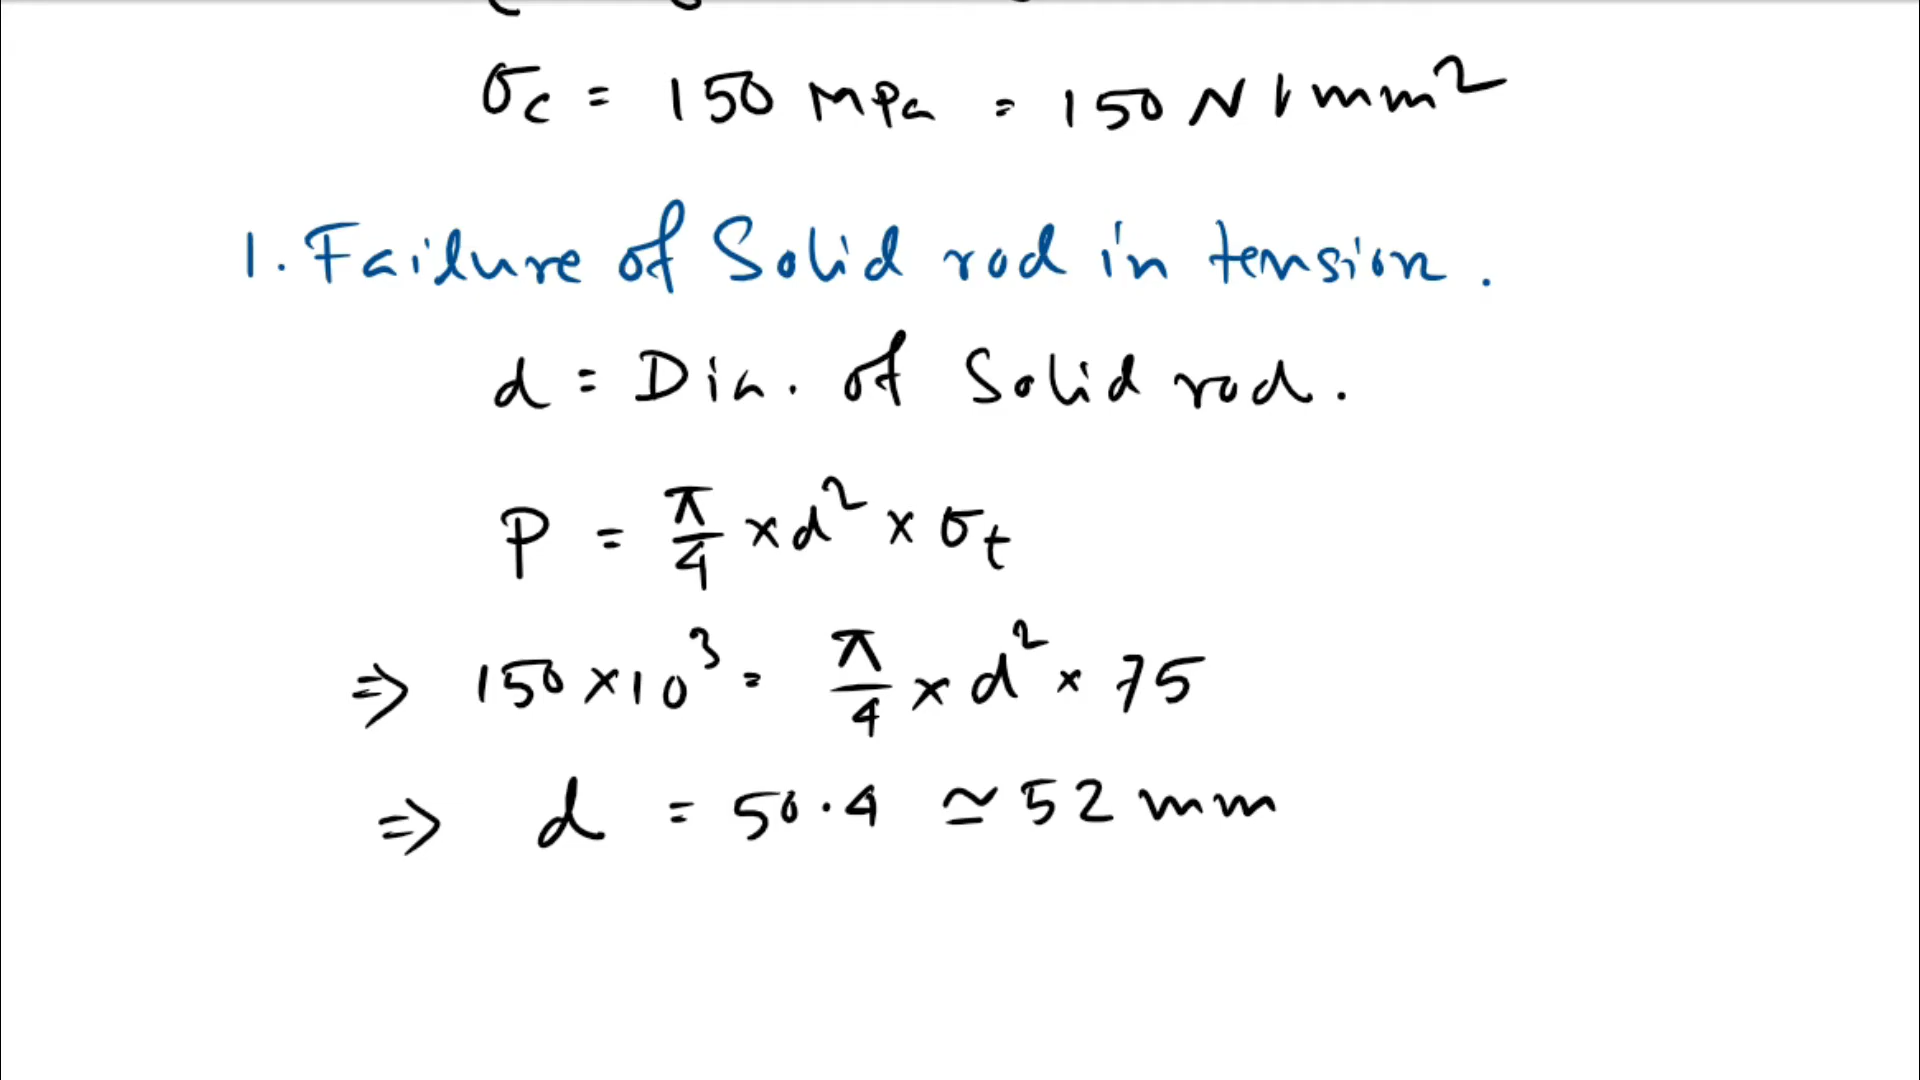 σc = 150 MPa = 150 N/mm²
1. Failure of Solid rod in tension.
d = Dia. of Solid rod.
P = π/4 × d² × σt
⇒ 150 × 10³ = π/4 × d² × 75
⇒ d = 50.4 ≃ 52 mm